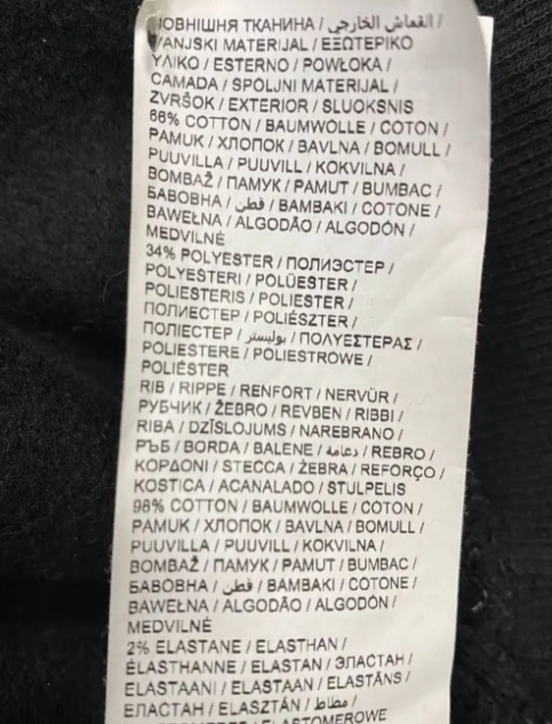 ЗОВНІШНЯ ТКАНИНА / القماش الخارجي /
VANJSKI MATERIJAL / ΕΞΩΤΕΡΙΚΟ
ΥΛΙΚΟ / ESTERNO / POWŁOKA /
CAMADA / SPOLJNI MATERIJAL /
ZVRŠOK / EXTERIOR / SLUOKSNIS
66% COTTON / BAUMWOLLE / COTON /
PAMUK / ХЛОПОК / BAVLNA / BOMULL /
PUUVILLA / PUUVILL / KOKVILNA /
BOMBAŽ / ПАМУК / PAMUT / BUMBAC /
БАВОВНА / قطن / BAMBAKI / COTONE /
BAWEŁNA / ALGODÃO / ALGODÓN /
MEDVILNĖ
34% POLYESTER / ПОЛИЭСТЕР /
POLYESTERI / POLÜESTER /
POLIESTERIS / POLIESTER /
ПОЛИЕСТЕР / POLIÉSZTER /
ПОЛІЕСТЕР / بوليستر / ΠΟΛΥΕΣΤΕΡΑΣ /
POLIESTERE / POLIESTROWE /
POLIÉSTER
RIB / RIPPE / RENFORT / NERVÜR /
РУБЧИК / ŽEBRO / REVBEN / RIBBI /
RIBA / DZĪSLOJUMS / NAREBRANO /
РЪБ / BORDA / BALENE / دعامة / REBRO /
ΚΟΡΔΟΝΙ / STECCA / ŻEBRA / REFORÇO /
KOSTICA / ACANALADO / STULPELIS
98% COTTON / BAUMWOLLE / COTON /
PAMUK / ХЛОПОК / BAVLNA / BOMULL /
PUUVILLA / PUUVILL / KOKVILNA /
BOMBAŽ / ПАМУК / PAMUT / BUMBAC /
БАВОВНА / قطن / BAMBAKI / COTONE /
BAWEŁNA / ALGODÃO / ALGODÓN /
MEDVILNĖ
2% ELASTANE / ELASTHAN /
ÉLASTHANNE / ELASTAN / ЭЛАСТАН /
ELASTAANI / ELASTAAN / ELASTĀNS /
ЕЛАСТАН / ELASZTÁN / مطاط /
ELASTOMEROWE